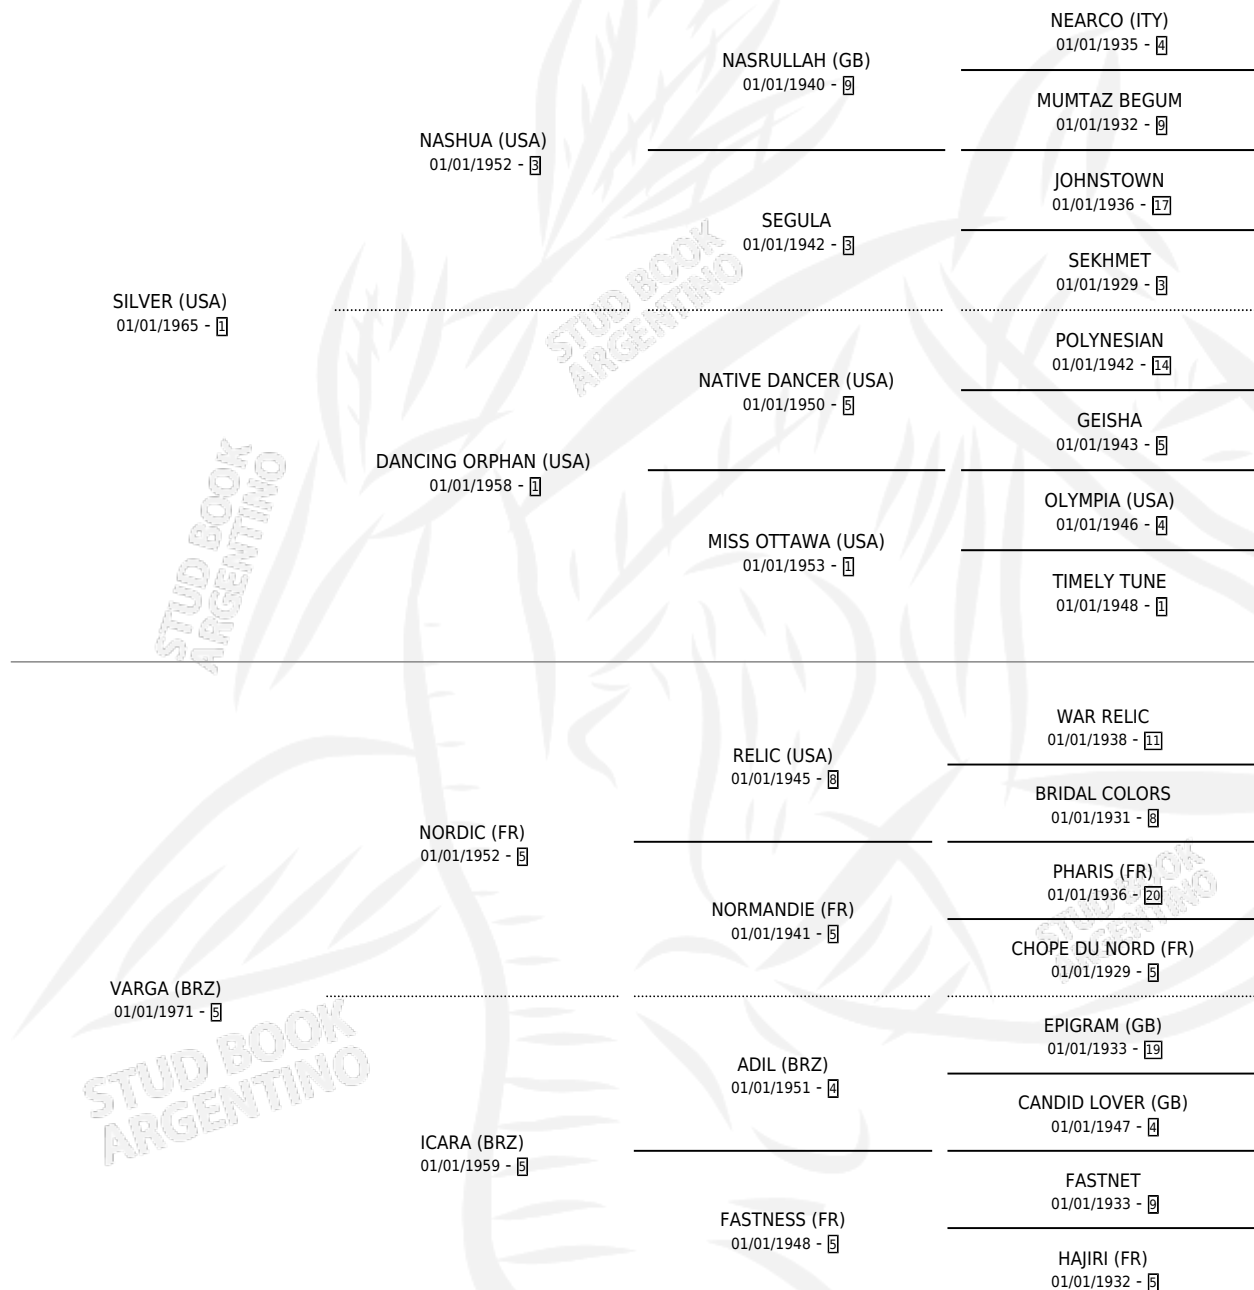 NEARCO (ITY)
01/01/1935 - 4
NASRULLAH (GB)
01/01/1940 - 9
MUMTAZ BEGUM
01/01/1932 - 9
NASHUA (USA)
01/01/1952 - 3
JOHNSTOWN
01/01/1936 - 17
SEGULA
01/01/1942 - 3
SEKHMET
01/01/1929 - 3
SILVER (USA)
01/01/1965 - 1
POLYNESIAN
01/01/1942 - 14
NATIVE DANCER (USA)
01/01/1950 - 5
GEISHA
01/01/1943 - 5
DANCING ORPHAN (USA)
01/01/1958 - 1
OLYMPIA (USA)
01/01/1946 - 4
MISS OTTAWA (USA)
01/01/1953 - 1
TIMELY TUNE
01/01/1948 - 1
WAR RELIC
01/01/1938 - 11
RELIC (USA)
01/01/1945 - 8
BRIDAL COLORS
01/01/1931 - 8
NORDIC (FR)
01/01/1952 - 5
PHARIS (FR)
01/01/1936 - 20
NORMANDIE (FR)
01/01/1941 - 5
CHOPE DU NORD (FR)
01/01/1929 - 5
VARGA (BRZ)
01/01/1971 - 5
EPIGRAM (GB)
01/01/1933 - 19
ADIL (BRZ)
01/01/1951 - 4
CANDID LOVER (GB)
01/01/1947 - 4
ICARA (BRZ)
01/01/1959 - 5
FASTNET
01/01/1933 - 9
FASTNESS (FR)
01/01/1948 - 5
HAJIRI (FR)
01/01/1932 - 5
STUD BOOK
ARGENTINO
STUD BOOK
ARGENTINO
STUD BOOK
ARGENTINO
STUD BOOK
ARGENTINO